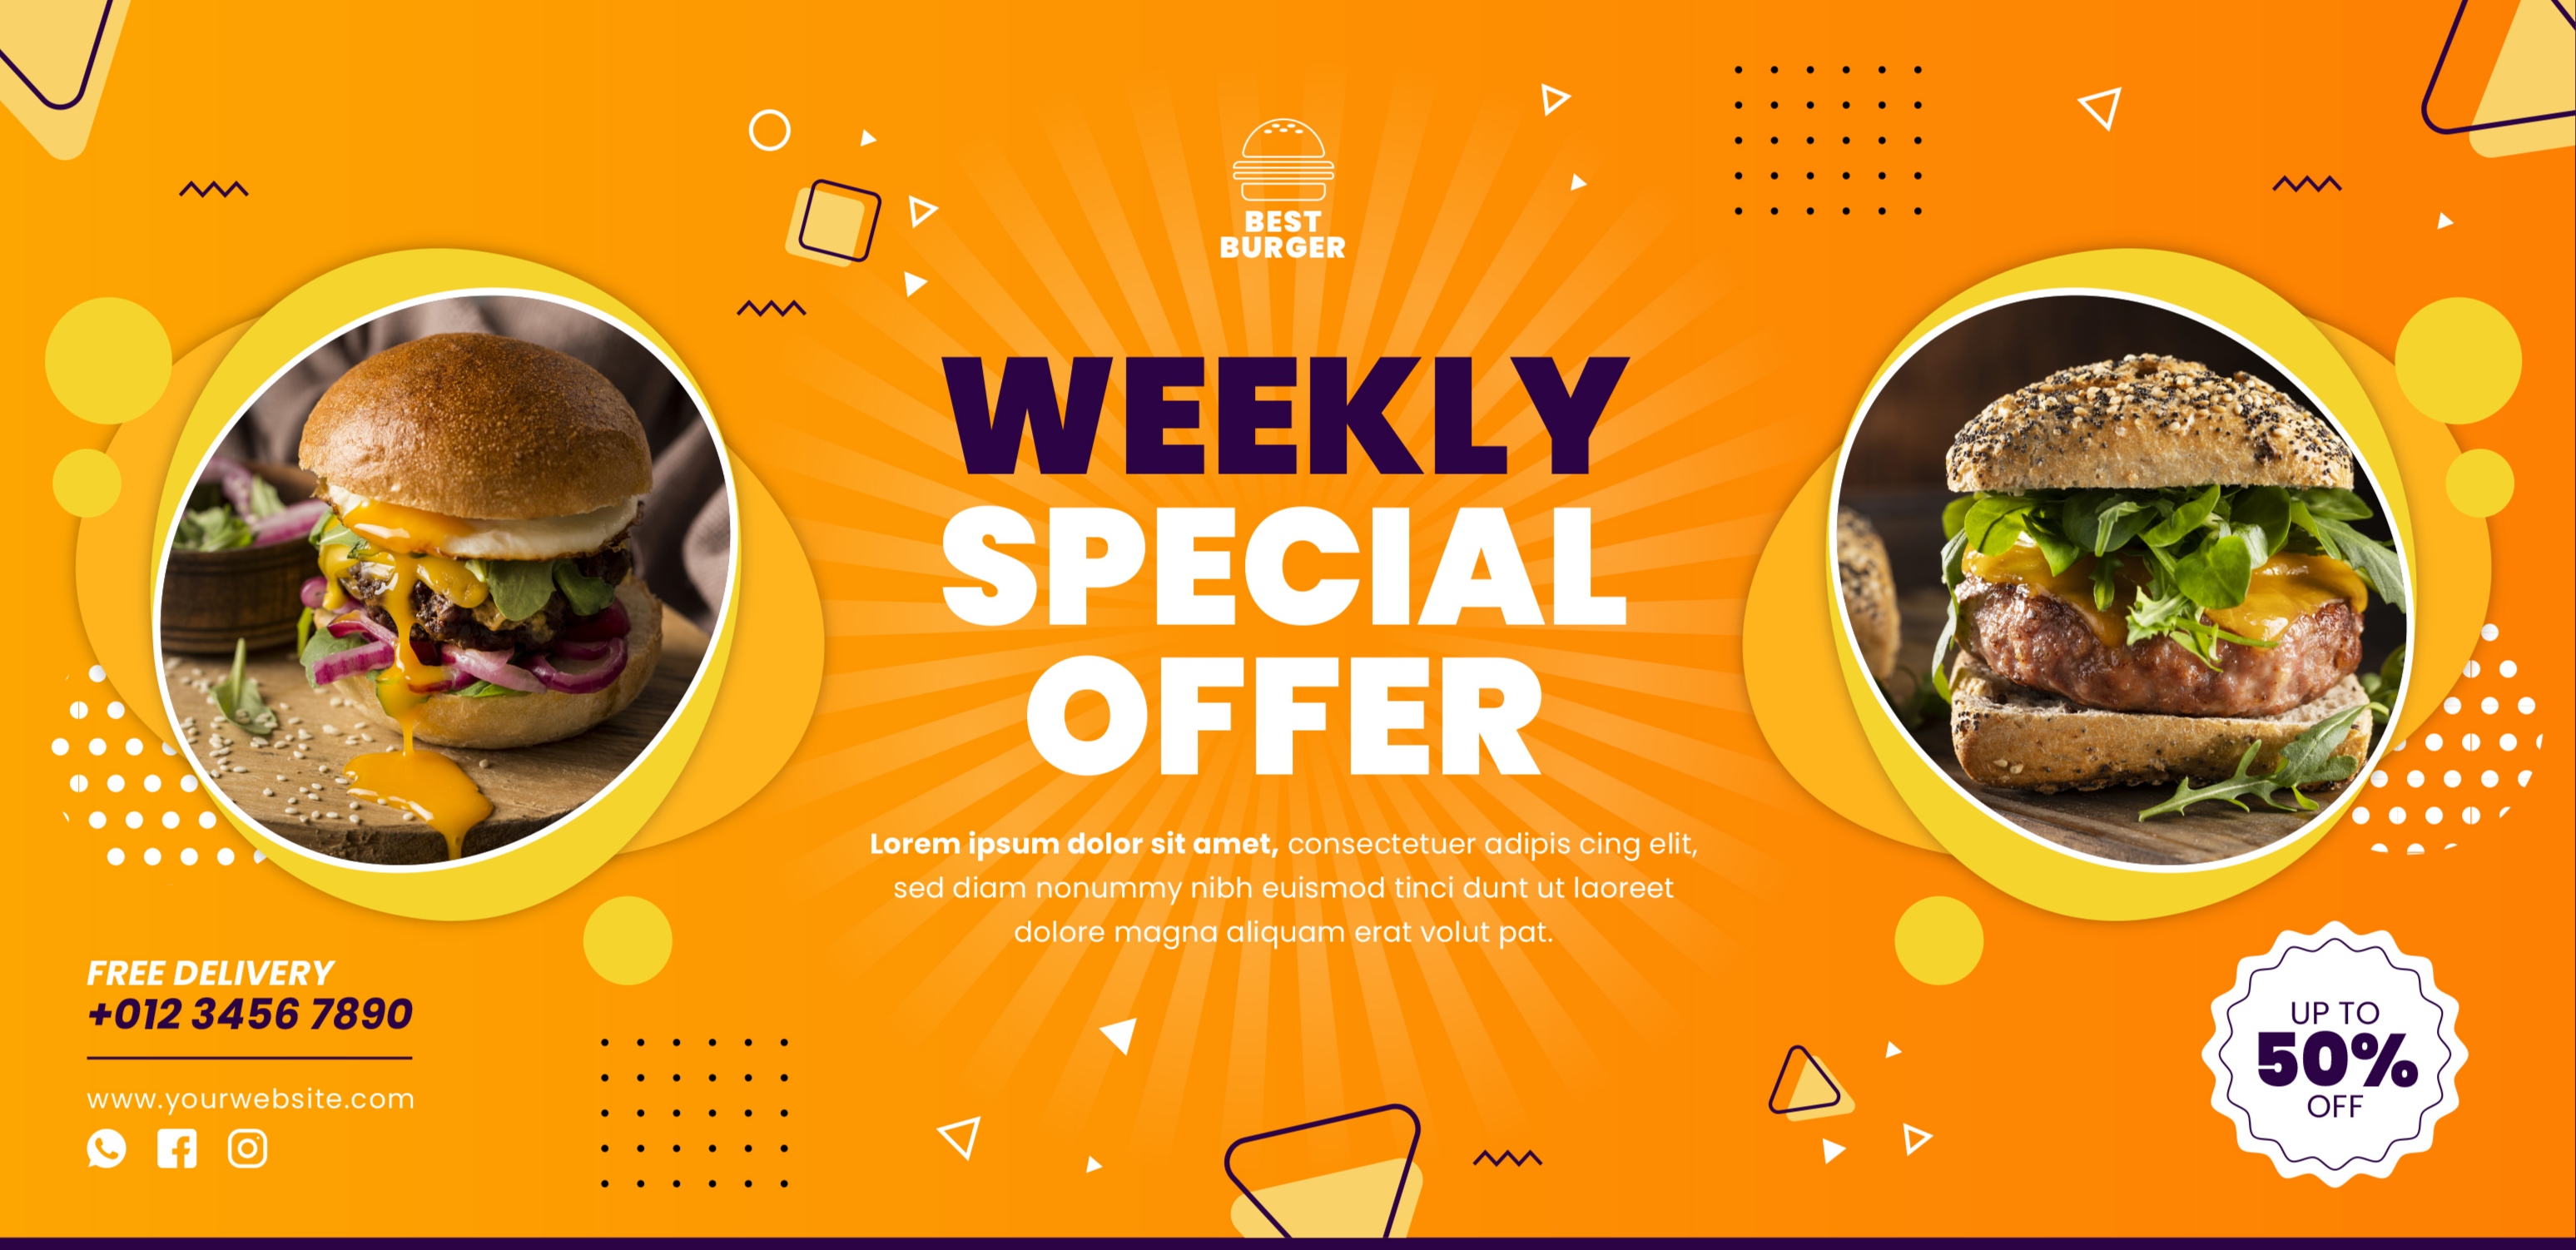 BEST
BURGER
WEEKLY
SPECIAL
OFFER
Lorem ipsum dolor sit amet, consectetuer adipis cing elit,
sed diam nonummy nibh euismod tinci dunt ut laoreet
dolore magna aliquam erat volut pat.
FREE DELIVERY
+012 3456 7890
www.yourwebsite.com
UP TO
50%
OFF